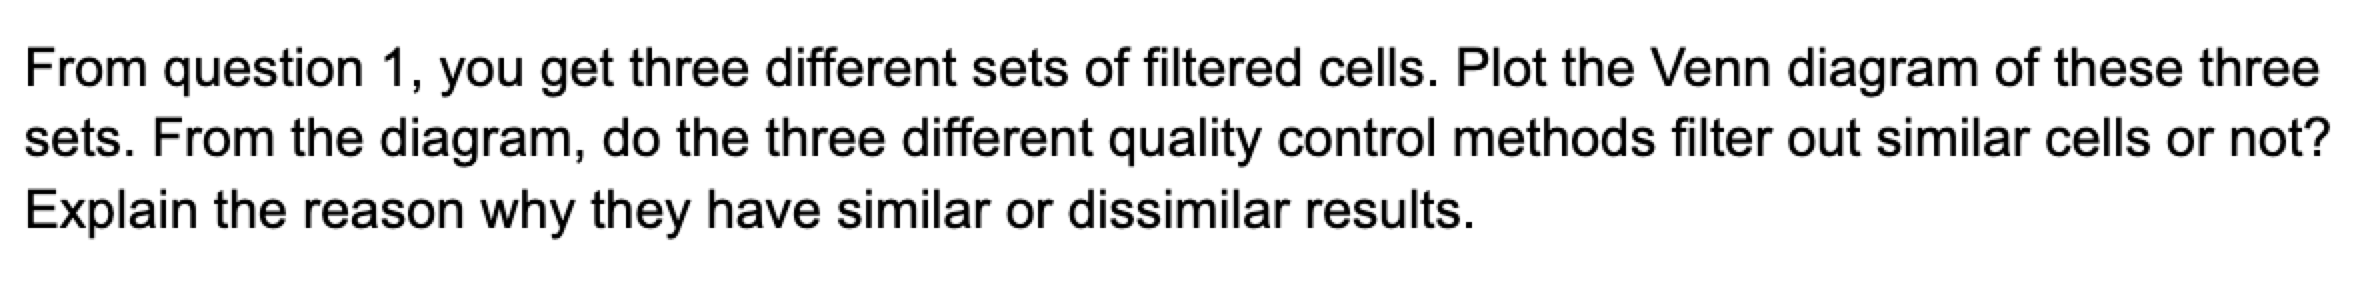 From question 1, you get three different sets of filtered cells. Plot the Venn diagram of these three
sets. From the diagram, do the three different quality control methods filter out similar cells or not?
Explain the reason why they have similar or dissimilar results.